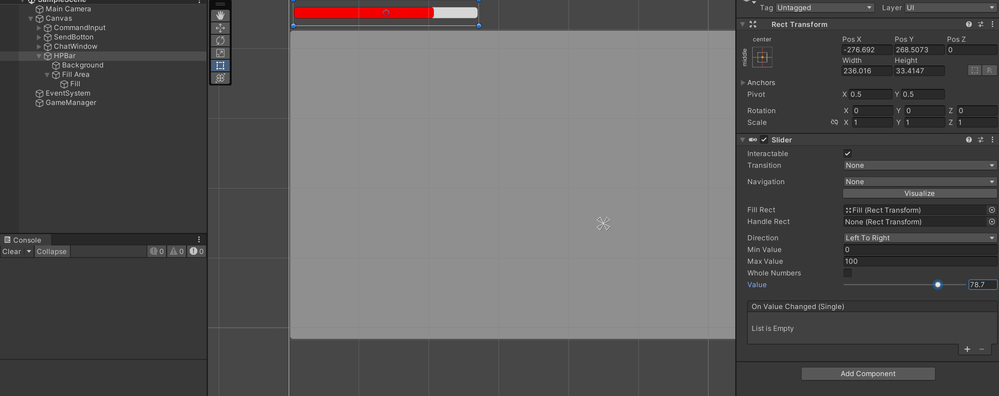 SampleScene
Main Camera
Canvas
CommandInput
SendBotton
ChatWindow
HPBar
Background
Fill Area
Fill
EventSystem
GameManager
Console
Clear
Collapse
0
0
0
Tag
Untagged
Layer
UI
Rect Transform
center
middle
Pos X
Pos Y
Pos Z
-276.692
268.5073
0
Width
Height
236.016
33.4147
R
Anchors
Pivot
X 0.5
Y 0.5
Rotation
X 0
Y 0
Z 0
Scale
X 1
Y 1
Z 1
Slider
Interactable
Transition
None
Navigation
None
Visualize
Fill Rect
Fill (Rect Transform)
Handle Rect
None (Rect Transform)
Direction
Left To Right
Min Value
0
Max Value
100
Whole Numbers
Value
78.7
On Value Changed (Single)
List is Empty
Add Component